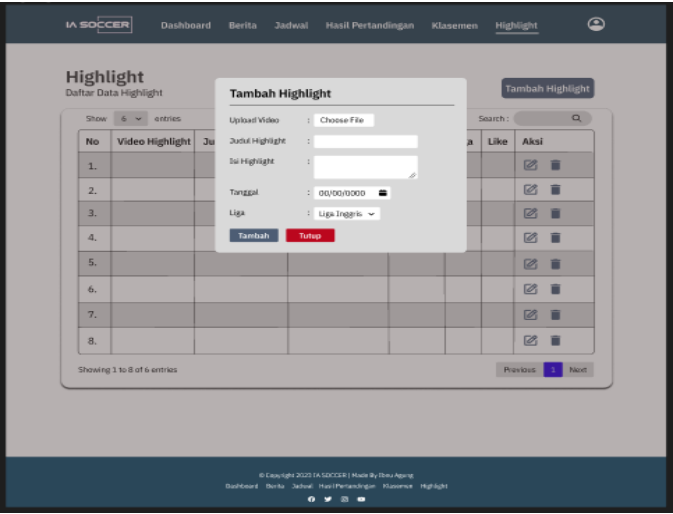 IA SOCCER Dashboard Berita Jadwal Hasil Pertandingan Klasemen Highlight
Highlight
Daftar Data Highlight
Tambah Highlight
Show 6 entries
Search :
No Video Highlight Ju a Like Aksi
1.
2.
3.
4.
5.
6.
7.
8.
Tambah Highlight
Upload Video : Choose File
Judul Highlight :
Isi Highlight :
Tanggal : 00/00/0000
Liga : Liga Inggris
Tambah Tutup
Showing 1 to 8 of 6 entries
Previous 1 Next
© Copyright 2023 IA SOCCER | Made By Ibnu Agung
Dashboard Berita Jadwal Hasil Pertandingan Klasemen Highlight